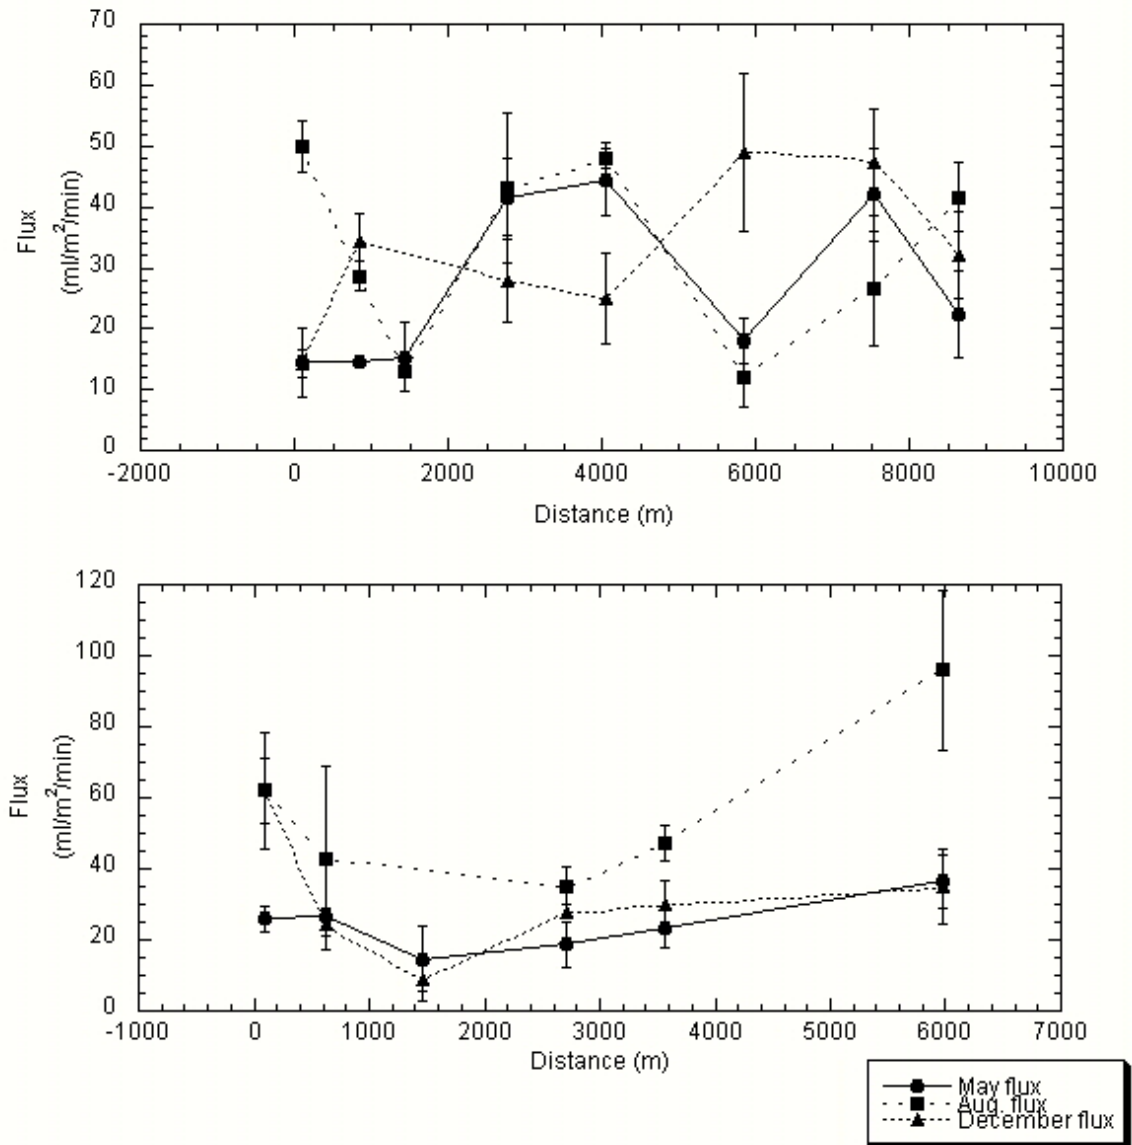 70
60
50
40
30
20
10
0
Flux
(ml/m²/min)
-2000 0 2000 4000 6000 8000 10000
Distance (m)
120
100
80
60
40
20
0
Flux
(ml/m²/min)
-1000 0 1000 2000 3000 4000 5000 6000 7000
Distance (m)
May flux
Aug. flux
December flux